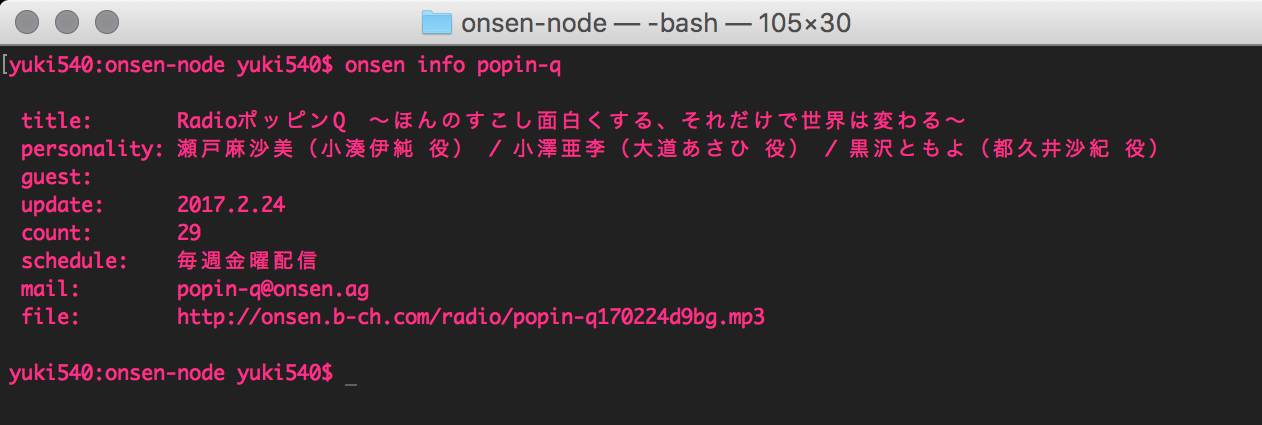 onsen-node — -bash — 105×30
yuki540:onsen-node yuki540$ onsen info popin-q
title: RadioポッピンQ 〜ほんのすこし面白くする、それだけで世界は変わる〜
personality: 瀬戸麻沙美（小湊伊純 役） / 小澤亜李（大道あさひ 役） / 黒沢ともよ（都久井沙紀 役）
guest:
update: 2017.2.24
count: 29
schedule: 毎週金曜配信
mail: popin-q@onsen.ag
file: http://onsen.b-ch.com/radio/popin-q170224d9bg.mp3
yuki540:onsen-node yuki540$ _